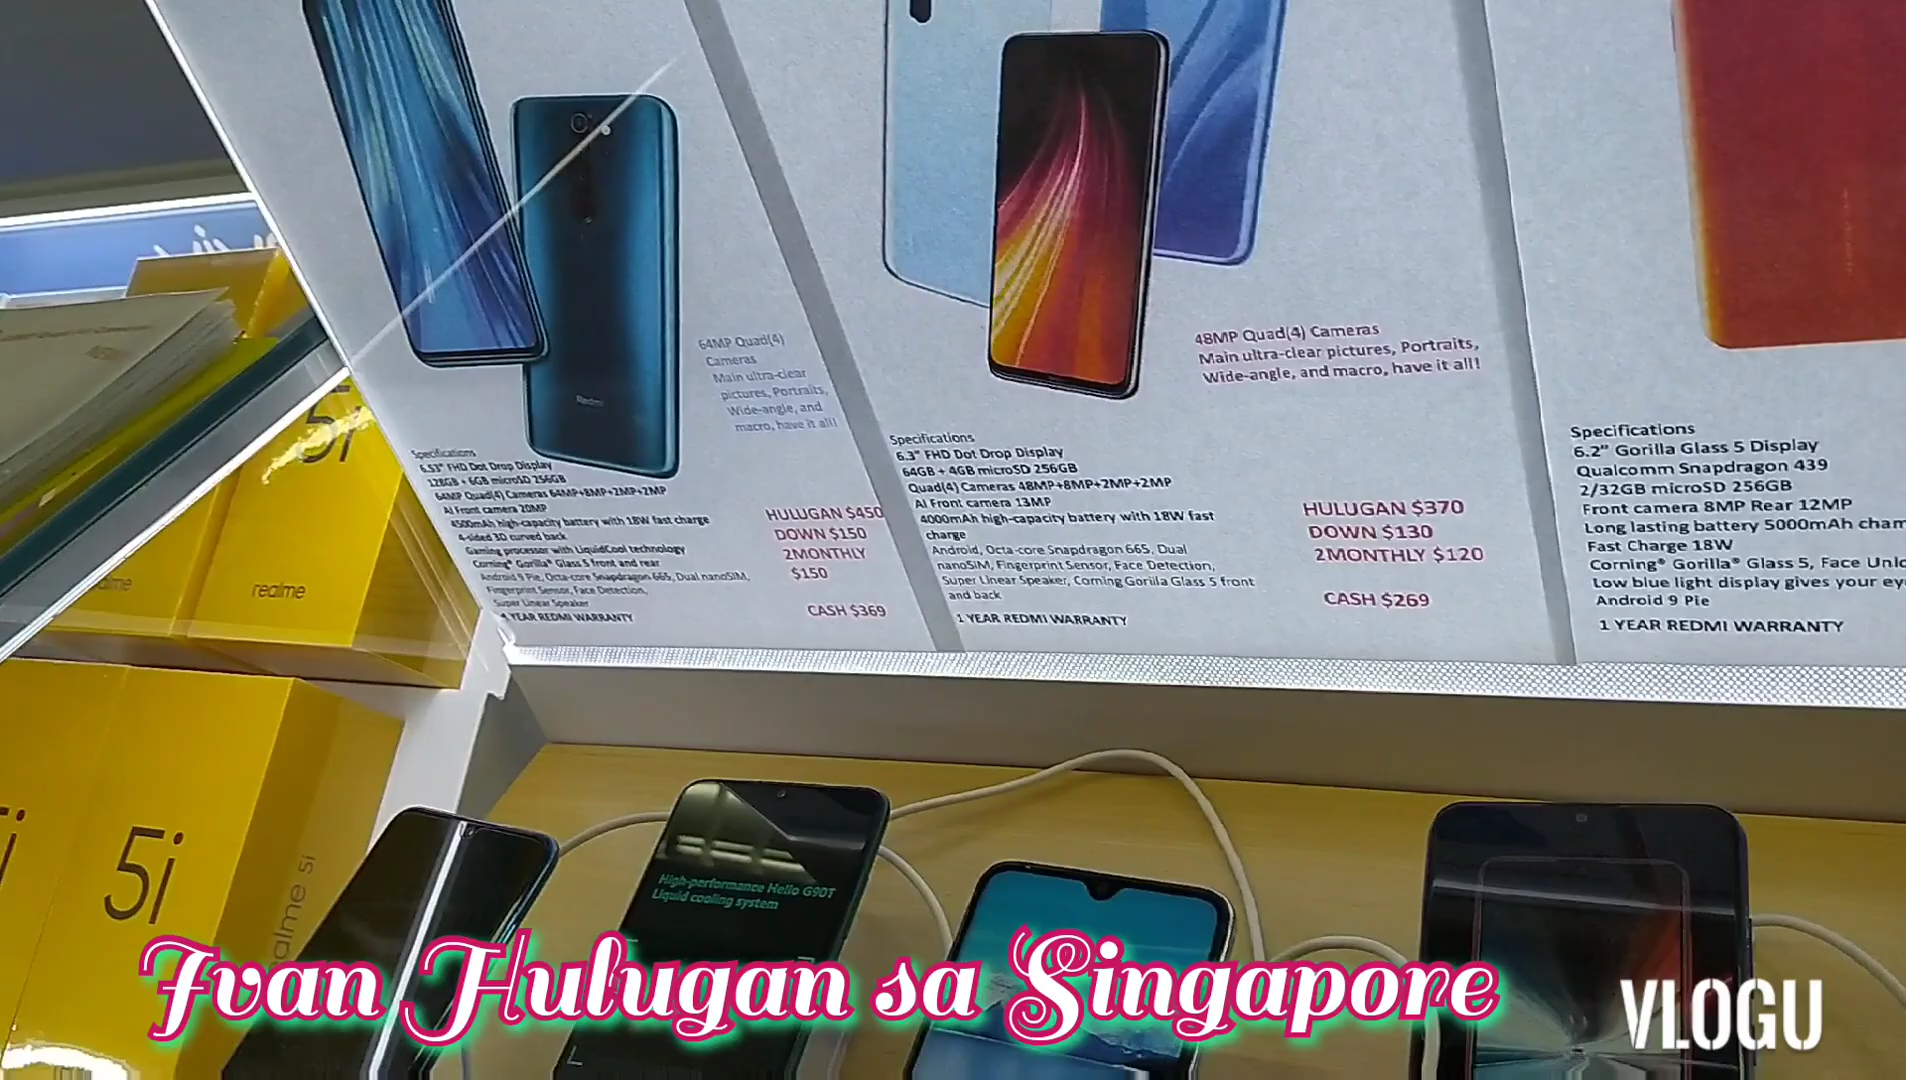 Redmi
64MP Quad(4)
Cameras
Main ultra-clear
pictures, Portraits,
Wide-angle, and
macro, have it all!
Specifications
6.53" FHD Dot Drop Display
128GB + 6GB microSD 256GB
64MP Quad(4) Cameras 64MP+8MP+2MP+2MP
AI Front camera 20MP
4500mAh high-capacity battery with 18W fast charge
4-sided 3D curved back
Gaming processor with LiquidCool technology
Corning® Gorilla® Glass 5 front and rear
Android 9 Pie, Octa-core Snapdragon 665, Dual nanoSIM,
Fingerprint Sensor, Face Detection,
Super Linear Speaker
1 YEAR REDMI WARRANTY
HULUGAN $450
DOWN $150
2MONTHLY
$150
CASH $369
48MP Quad(4) Cameras
Main ultra-clear pictures, Portraits,
Wide-angle, and macro, have it all!
Specifications
6.3" FHD Dot Drop Display
64GB + 4GB microSD 256GB
Quad(4) Cameras 48MP+8MP+2MP+2MP
AI Front camera 13MP
4000mAh high-capacity battery with 18W fast
charge
Android, Octa-core Snapdragon 665, Dual
nanoSIM, Fingerprint Sensor, Face Detection,
Super Linear Speaker, Corning Gorilla Glass 5 front
and back
1 YEAR REDMI WARRANTY
HULUGAN $370
DOWN $130
2MONTHLY $120
CASH $269
Specifications
6.2" Gorilla Glass 5 Display
Qualcomm Snapdragon 439
2/32GB microSD 256GB
Front camera 8MP Rear 12MP
Long lasting battery 5000mAh
Fast Charge 18W
Corning® Gorilla® Glass 5, Face
Low blue light display gives your
Android 9 Pie
1 YEAR REDMI WARRANTY
5i
realme
5i
realme 5i
High-performance Helio G90T
Liquid cooling system
Ivan Hulugan sa Singapore
VLOGU